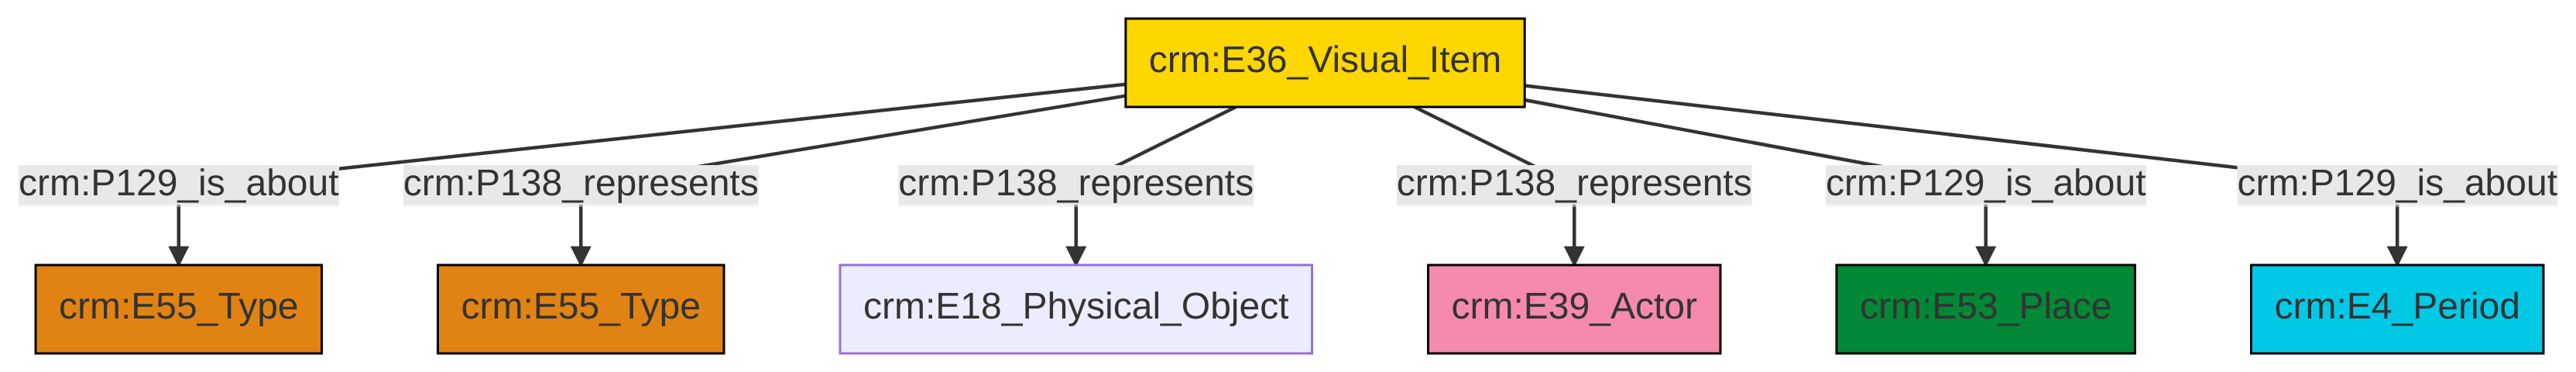 crm:E36_Visual_Item
crm:P129_is_about
crm:P138_represents
crm:P138_represents
crm:P138_represents
crm:P129_is_about
crm:P129_is_about
crm:E55_Type
crm:E55_Type
crm:E18_Physical_Object
crm:E39_Actor
crm:E53_Place
crm:E4_Period